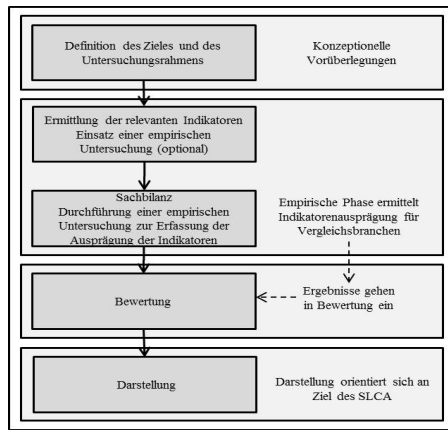 Definition des Zieles und des
Untersuchungsrahmens
Konzeptionelle
Vorüberlegungen
Ermittlung der relevanten Indikatoren
Einsatz einer empirischen
Untersuchung (optional)
Sachbilanz
Durchführung einer empirischen
Untersuchung zur Erfassung der
Ausprägung der Indikatoren
Empirische Phase ermittelt
Indikatorenausprägung für
Vergleichsbranchen
Bewertung
Ergebnisse gehen
in Bewertung ein
Darstellung
Darstellung orientiert sich an
Ziel des SLCA